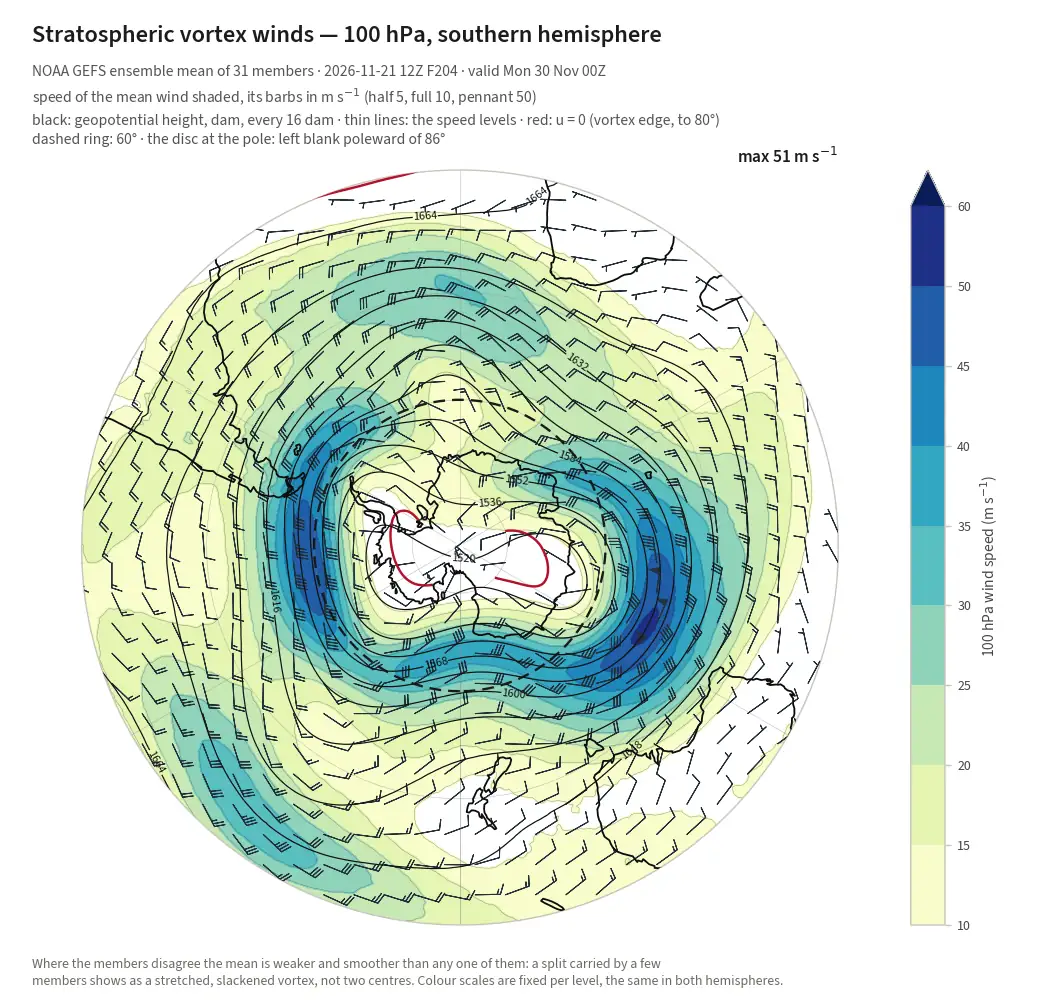 Stratospheric vortex winds — 100 hPa, southern hemisphere
NOAA GEFS ensemble mean of 31 members · 2026-11-21 12Z F204 · valid Mon 30 Nov 00Z
speed of the mean wind shaded, its barbs in m s⁻¹ (half 5, full 10, pennant 50)
black: geopotential height, dam, every 16 dam · thin lines: the speed levels · red: u = 0 (vortex edge, to 80°)
dashed ring: 60° · the disc at the pole: left blank poleward of 86°
max 51 m s⁻¹
1664
1664
1632
1584
1552
1536
1520
1616
1568
1600
1648
1664
60
50
45
40
35
30
25
20
15
10
100 hPa wind speed (m s⁻¹)
Where the members disagree the mean is weaker and smoother than any one of them: a split carried by a few
members shows as a stretched, slackened vortex, not two centres. Colour scales are fixed per level, the same in both hemispheres.